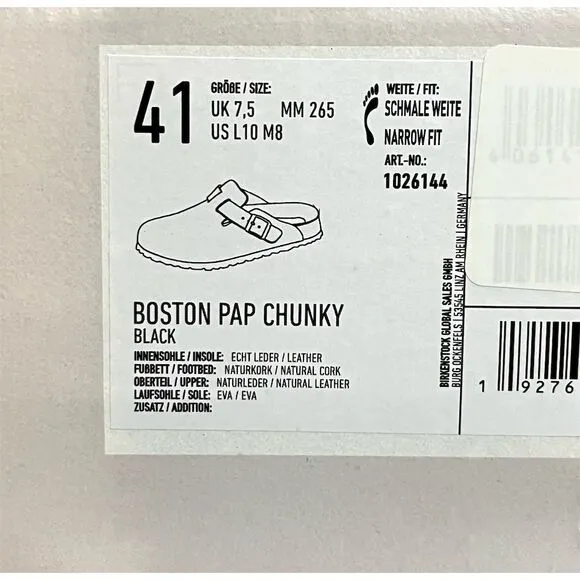 41
GRÖßE / SIZE:
UK 7,5 MM 265
US L10 M8
WEITE / FIT:
SCHMALE WEITE
NARROW FIT
ART.-NO.:
1026144
BOSTON PAP CHUNKY
BLACK
INNENSOHLE / INSOLE: ECHT LEDER / LEATHER
FUßBETT / FOOTBED: NATURKORK / NATURAL CORK
OBERTEIL / UPPER: NATURLEDER / NATURAL LEATHER
LAUFSOHLE / SOLE: EVA / EVA
ZUSATZ / ADDITION:
BIRKENSTOCK GLOBAL SALES GMBH
BURG OCKENFELS | 53545 LINZ AM RHEIN | GERMANY
1 9276